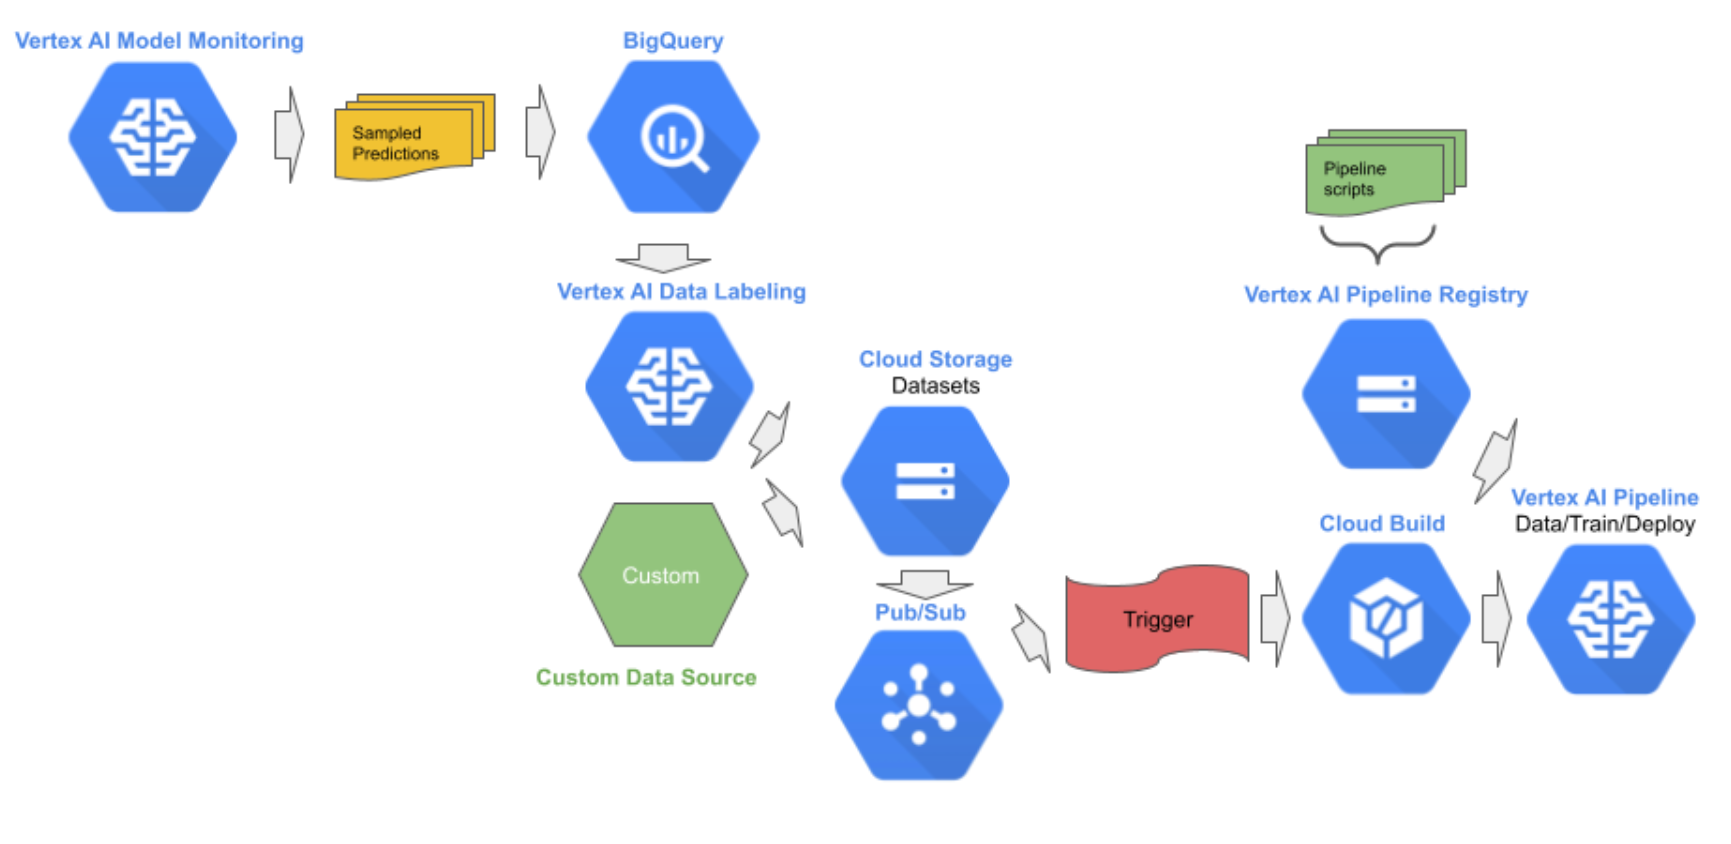 Vertex AI Model Monitoring
Sampled
Predictions
BigQuery
Vertex AI Data Labeling
Custom
Custom Data Source
Cloud Storage
Datasets
Pub/Sub
Trigger
Pipeline
scripts
Vertex AI Pipeline Registry
Cloud Build
Vertex AI Pipeline
Data/Train/Deploy